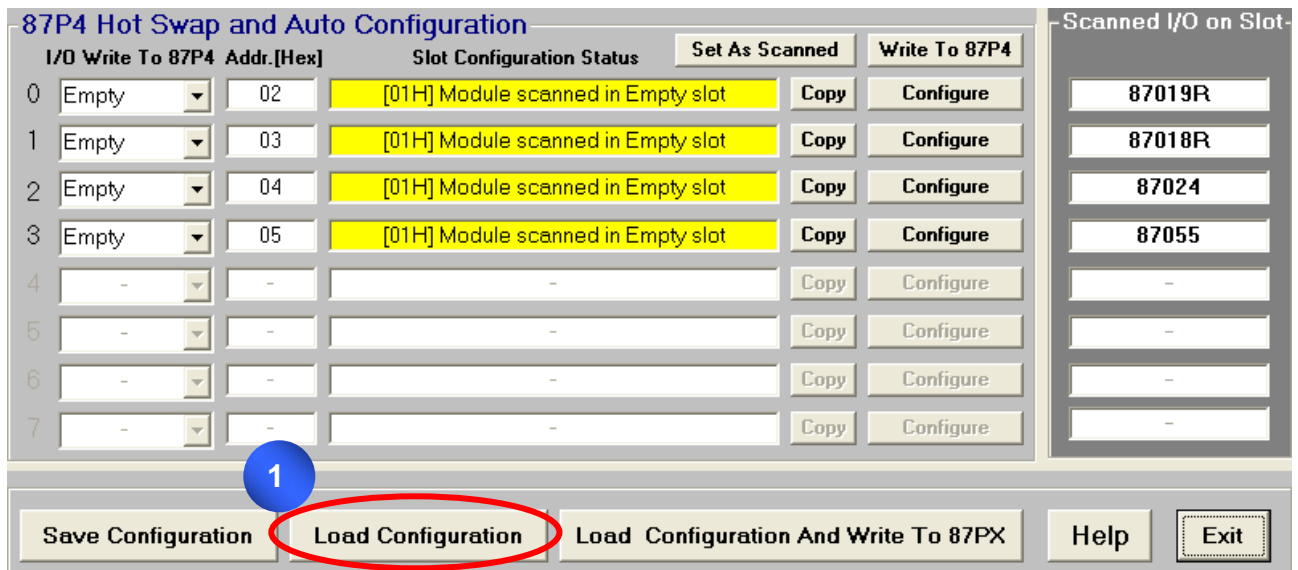 87P4 Hot Swap and Auto Configuration
Scanned I/O on Slot
I/O Write To 87P4 Addr.[Hex] Slot Configuration Status Set As Scanned Write To 87P4
0 Empty 02 [01H] Module scanned in Empty slot Copy Configure 87019R
1 Empty 03 [01H] Module scanned in Empty slot Copy Configure 87018R
2 Empty 04 [01H] Module scanned in Empty slot Copy Configure 87024
3 Empty 05 [01H] Module scanned in Empty slot Copy Configure 87055
4 - - - Copy Configure -
5 - - - Copy Configure -
6 - - - Copy Configure -
7 - - - Copy Configure -
1
Save Configuration Load Configuration Load Configuration And Write To 87PX Help Exit